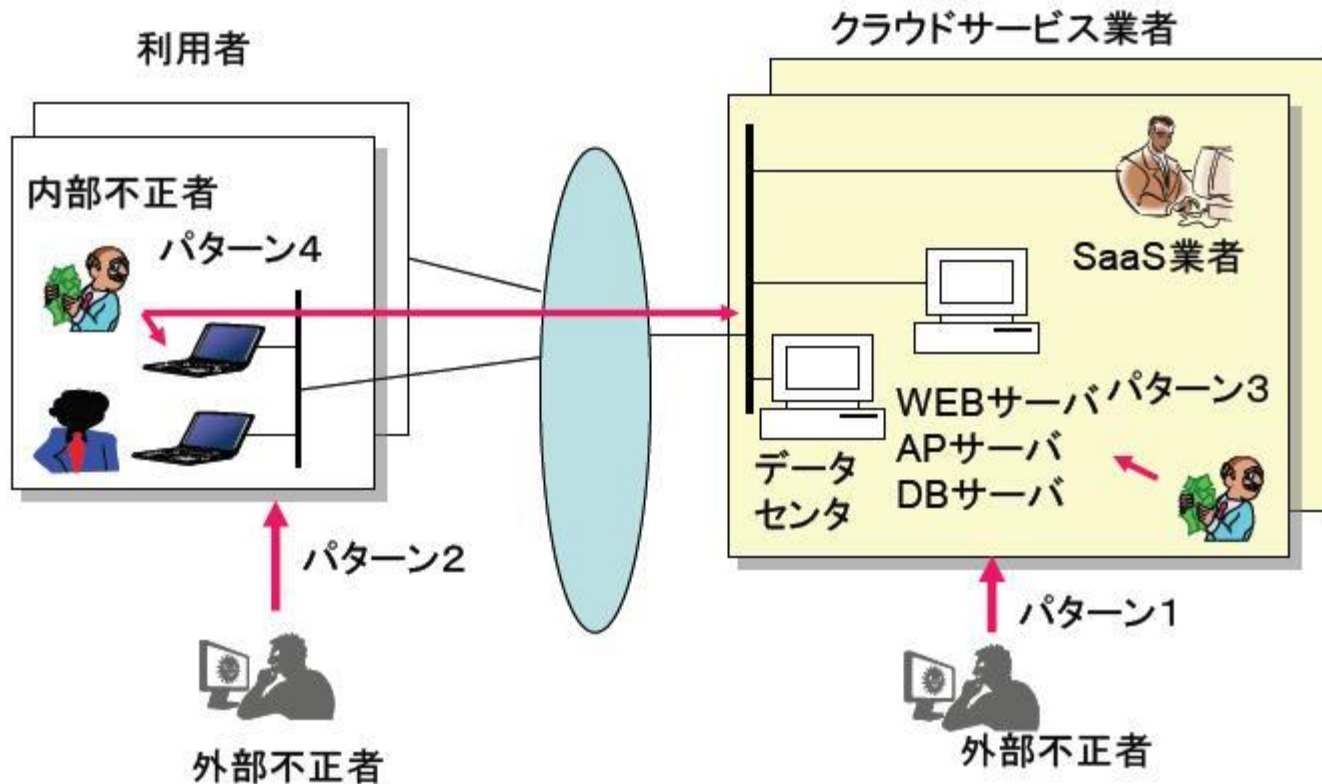 利用者
クラウドサービス業者
内部不正者
パターン4
SaaS業者
WEBサーバ
APサーバ
DBサーバ
パターン3
データ
センタ
パターン2
パターン1
外部不正者
外部不正者